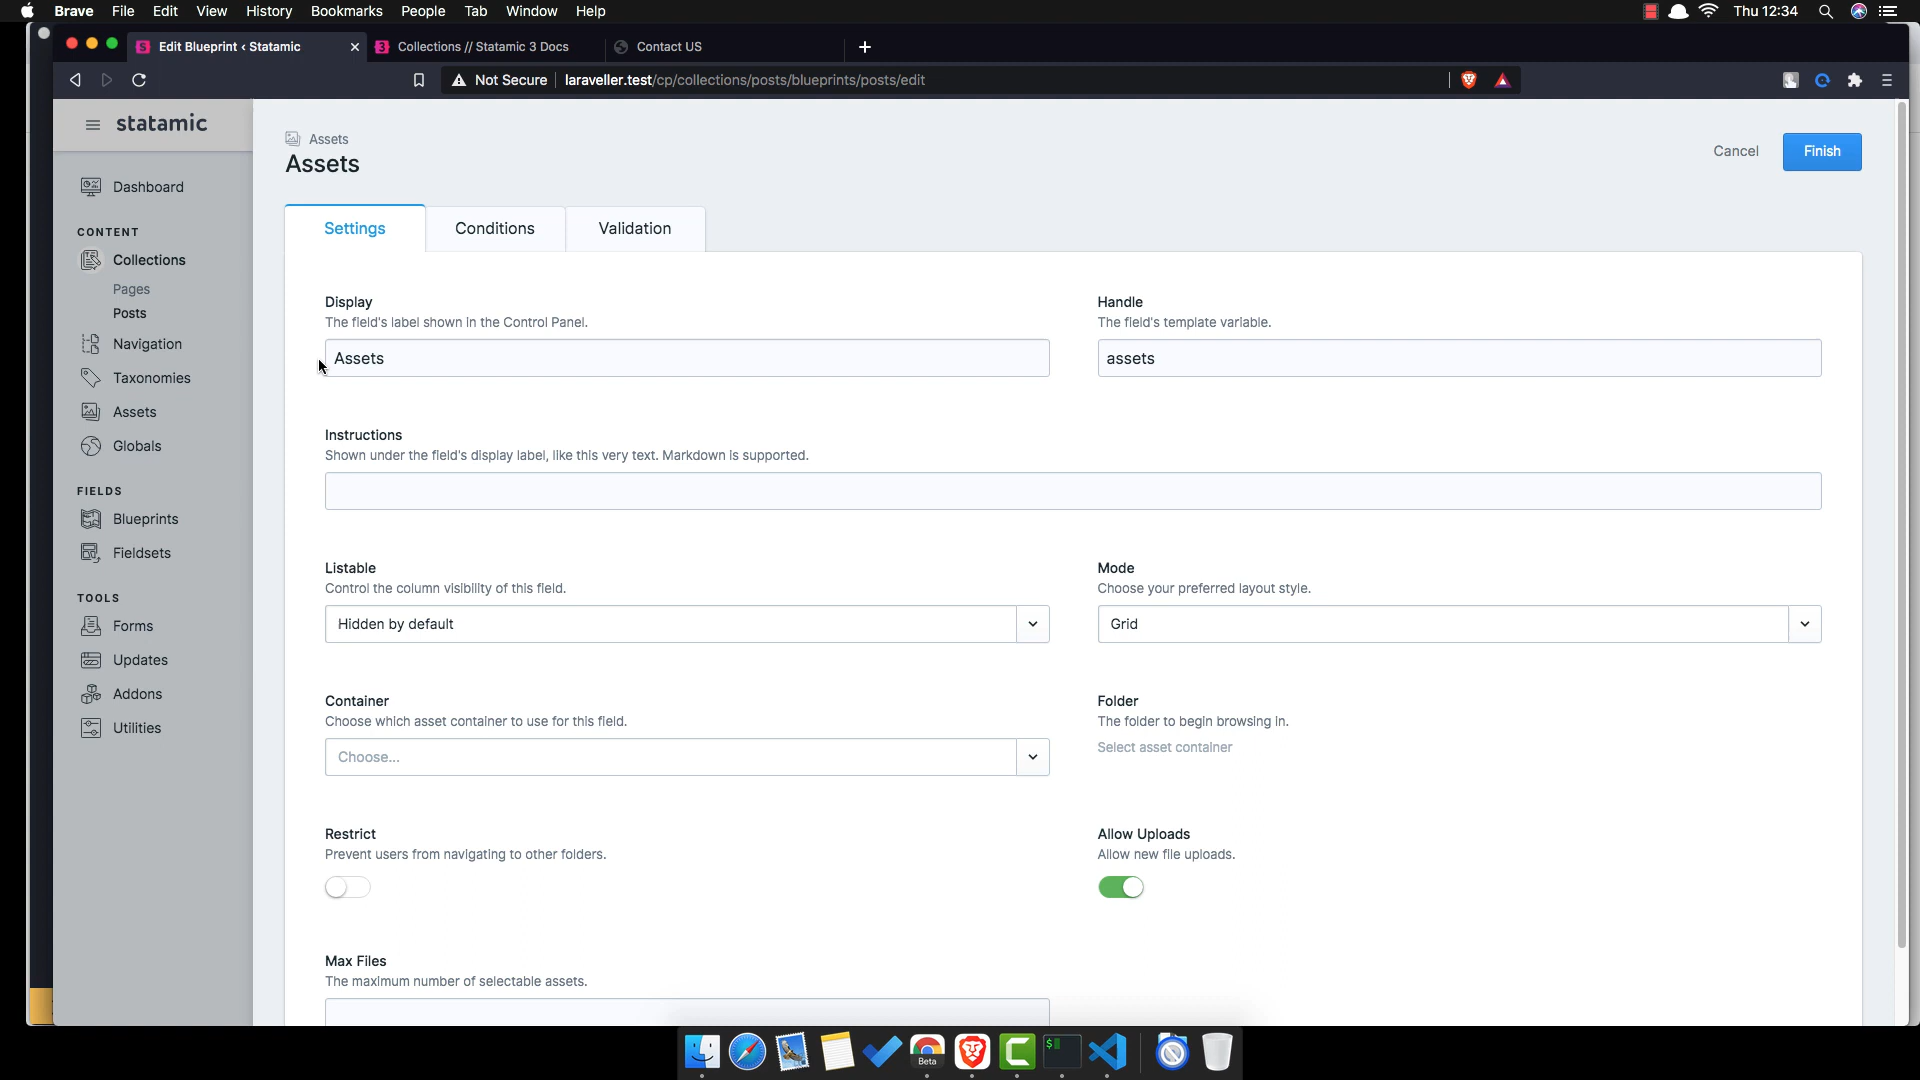 Brave File Edit View History Bookmarks People Tab Window Help Thu 12:34
Edit Blueprint ‹ Statamic
Collections // Statamic 3 Docs
Contact US
Not Secure laraveller.test/cp/collections/posts/blueprints/posts/edit
statamic
Dashboard
CONTENT
Collections
Pages
Posts
Navigation
Taxonomies
Assets
Globals
FIELDS
Blueprints
Fieldsets
TOOLS
Forms
Updates
Addons
Utilities
Assets
Assets
Cancel
Finish
Settings
Conditions
Validation
Display
The field's label shown in the Control Panel.
Assets
Handle
The field's template variable.
assets
Instructions
Shown under the field's display label, like this very text. Markdown is supported.
Listable
Control the column visibility of this field.
Hidden by default
Mode
Choose your preferred layout style.
Grid
Container
Choose which asset container to use for this field.
Choose...
Folder
The folder to begin browsing in.
Select asset container
Restrict
Prevent users from navigating to other folders.
Allow Uploads
Allow new file uploads.
Max Files
The maximum number of selectable assets.
Beta
$